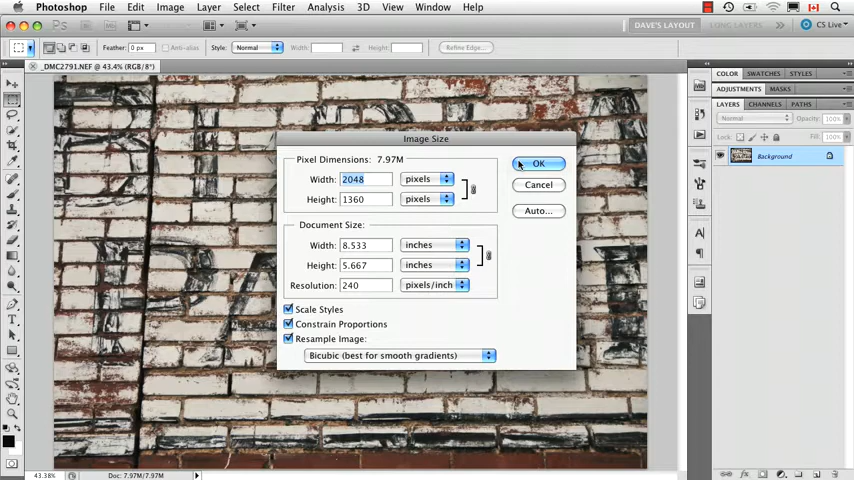 Photoshop File Edit Image Layer Select Filter Analysis 3D View Window Help
DAVE'S LAYOUT LONG LAYERS CS Live
Feather: 0 px Anti-alias Style: Normal Width: Height: Refine Edge...
_DMC2791.NEF @ 43.4% (RGB/8*)
COLOR SWATCHES STYLES
ADJUSTMENTS MASKS
LAYERS CHANNELS PATHS
Normal Opacity: 100%
Lock: Fill: 100%
Background
Image Size
Pixel Dimensions: 7.97M
Width: 2048 pixels
Height: 1360 pixels
OK
Cancel
Auto...
Document Size:
Width: 8.533 inches
Height: 5.667 inches
Resolution: 240 pixels/inch
Scale Styles
Constrain Proportions
Resample Image:
Bicubic (best for smooth gradients)
43.38% Doc: 7.97M/7.97M